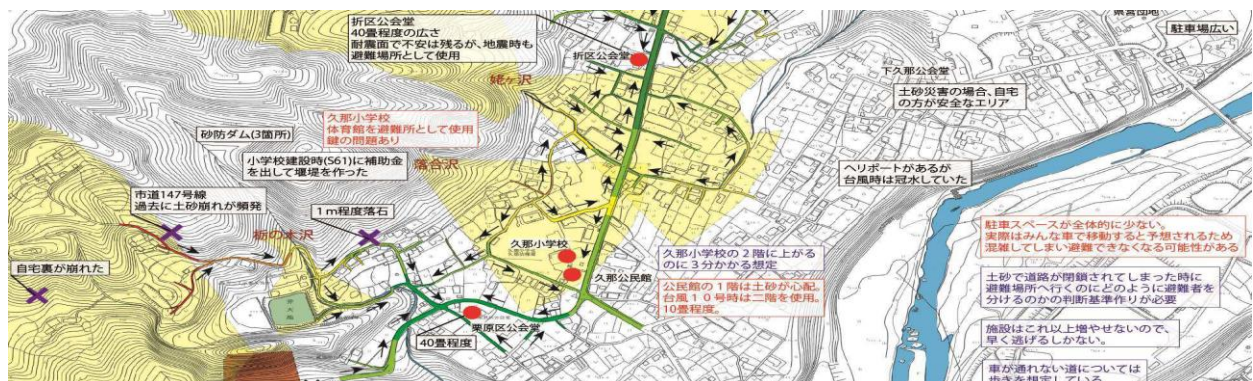 折区公会堂
40畳程度の広さ
耐震面で不安は残るが、地震時も
避難場所として使用
折区公会堂
県営団地
駐車場広い
下久那公会堂
土砂災害の場合、自宅
の方が安全なエリア
姥ヶ沢
久那小学校
体育館を避難所として使用
鍵の問題あり
砂防ダム(3箇所)
小学校建設時(S61)に補助金
を出して堰堤を作った
落合沢
ヘリポートがあるが
台風時は冠水していた
市道147号線
過去に土砂崩れが頻発
1m程度落石
栃の木沢
自宅裏が崩れた
久那小学校
久那公民館
久那小学校の2階に上がる
のに3分かかる想定
公民館の1階は土砂が心配。
台風10号時は二階を使用。
10畳程度。
栗原区公会堂
40畳程度
駐車スペースが全体的に少ない。
実際はみんな車で移動すると予想されるため
混雑してしまい避難できなくなる可能性がある
土砂で道路が閉鎖されてしまった時に
避難場所へ行くのにどのように避難者を
分けるのかの判断基準作りが必要
施設はこれ以上増やせないので、
早く逃げるしかない。
車が通れない道については
歩きを想定している